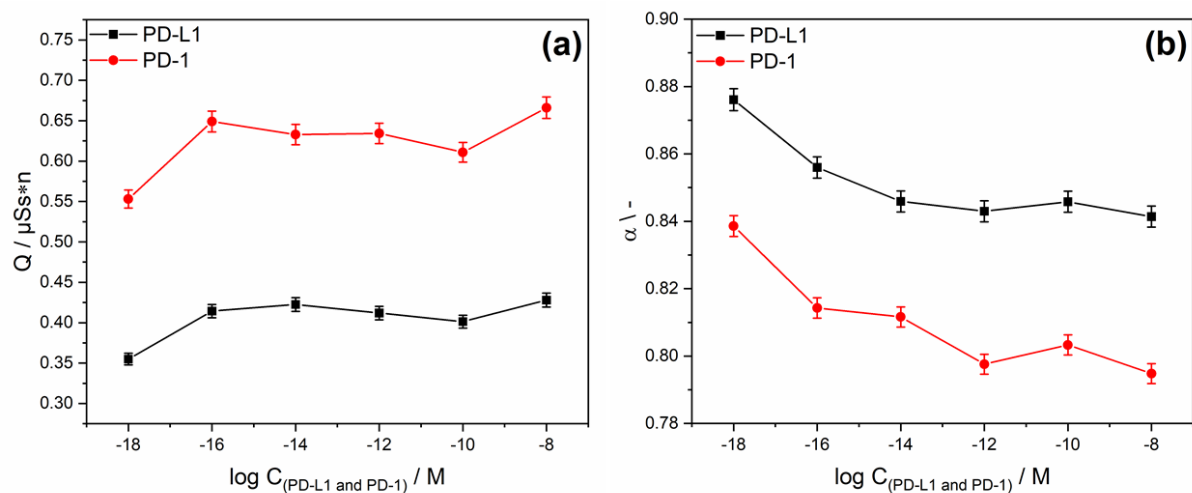 PD-L1
PD-1
(a)
0.75
0.70
0.65
0.60
0.55
0.50
0.45
0.40
0.35
0.30
Q / µSs*n
-18
-16
-14
-12
-10
-8
log C(PD-L1 and PD-1) / M
PD-L1
PD-1
(b)
0.90
0.88
0.86
0.84
0.82
0.80
0.78
α \ -
-18
-16
-14
-12
-10
-8
log C(PD-L1 and PD-1) / M